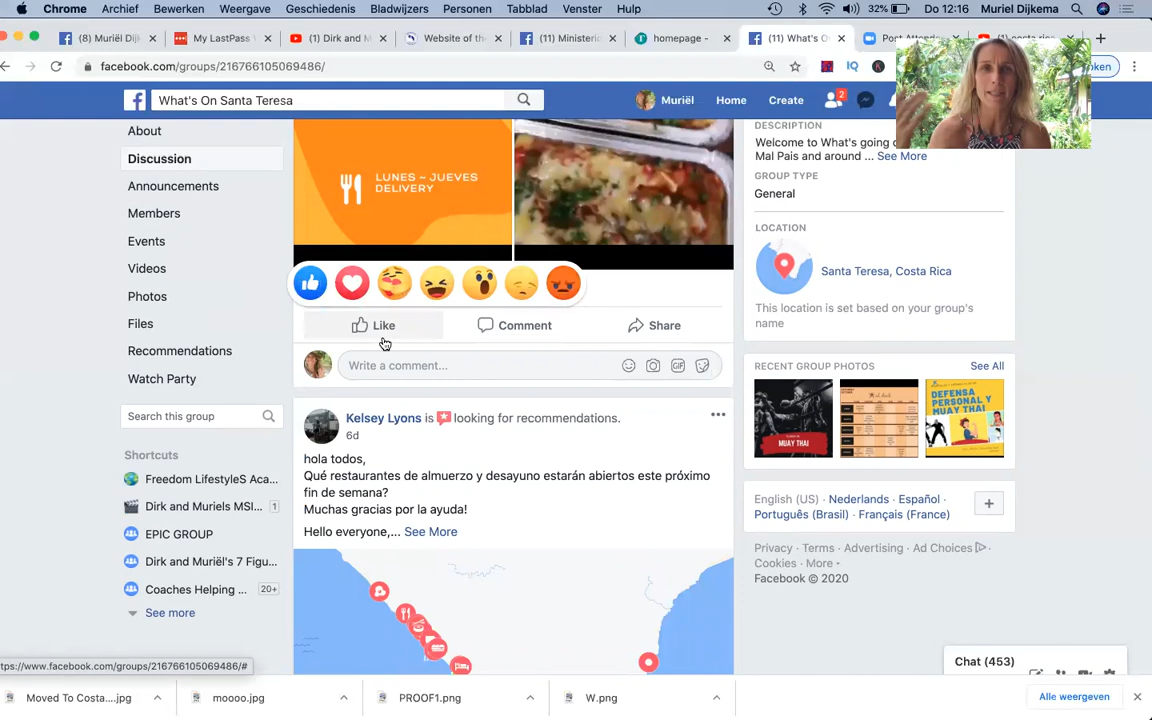 Chrome Archief Bewerken Weergave Geschiedenis Bladwijzers Personen Tabblad Venster Hulp 32% Do 12:16 Muriel Dijkema
(8) Muriël Dij × My LastPass × (1) Dirk and M × Website of the × (11) Ministerie × homepage - × (11) What's O × Post Attende
facebook.com/groups/216766105069486/ IQ K
What's On Santa Teresa Muriël Home Create 2
About
Discussion
Announcements
Members
Events
Videos
Photos
Files
Recommendations
Watch Party
Search this group
Shortcuts
Freedom LifestyleS Aca...
Dirk and Muriels MSI... 1
EPIC GROUP
Dirk and Muriël's 7 Figu...
Coaches Helping ... 20+
See more
LUNES ~ JUEVES
DELIVERY
Like Comment Share
Write a comment... GIF
Kelsey Lyons is looking for recommendations.
6d
hola todos,
Qué restaurantes de almuerzo y desayuno estarán abiertos este próximo
fin de semana?
Muchas gracias por la ayuda!
Hello everyone,... See More
DESCRIPTION
Welcome to What's going
Mal Pais and around ... See More
GROUP TYPE
General
LOCATION
Santa Teresa, Costa Rica
This location is set based on your group's
name
RECENT GROUP PHOTOS See All
MUAY THAI
DEFENSA
PERSONAL Y
MUAY THAI
English (US) · Nederlands · Español ·
Português (Brasil) · Français (France)
Privacy · Terms · Advertising · Ad Choices ·
Cookies · More
Facebook © 2020
Chat (453)
tps://www.facebook.com/groups/216766105069486/#
Moved To Costa....jpg moooo.jpg PROOF1.png W.png Alle weergeven